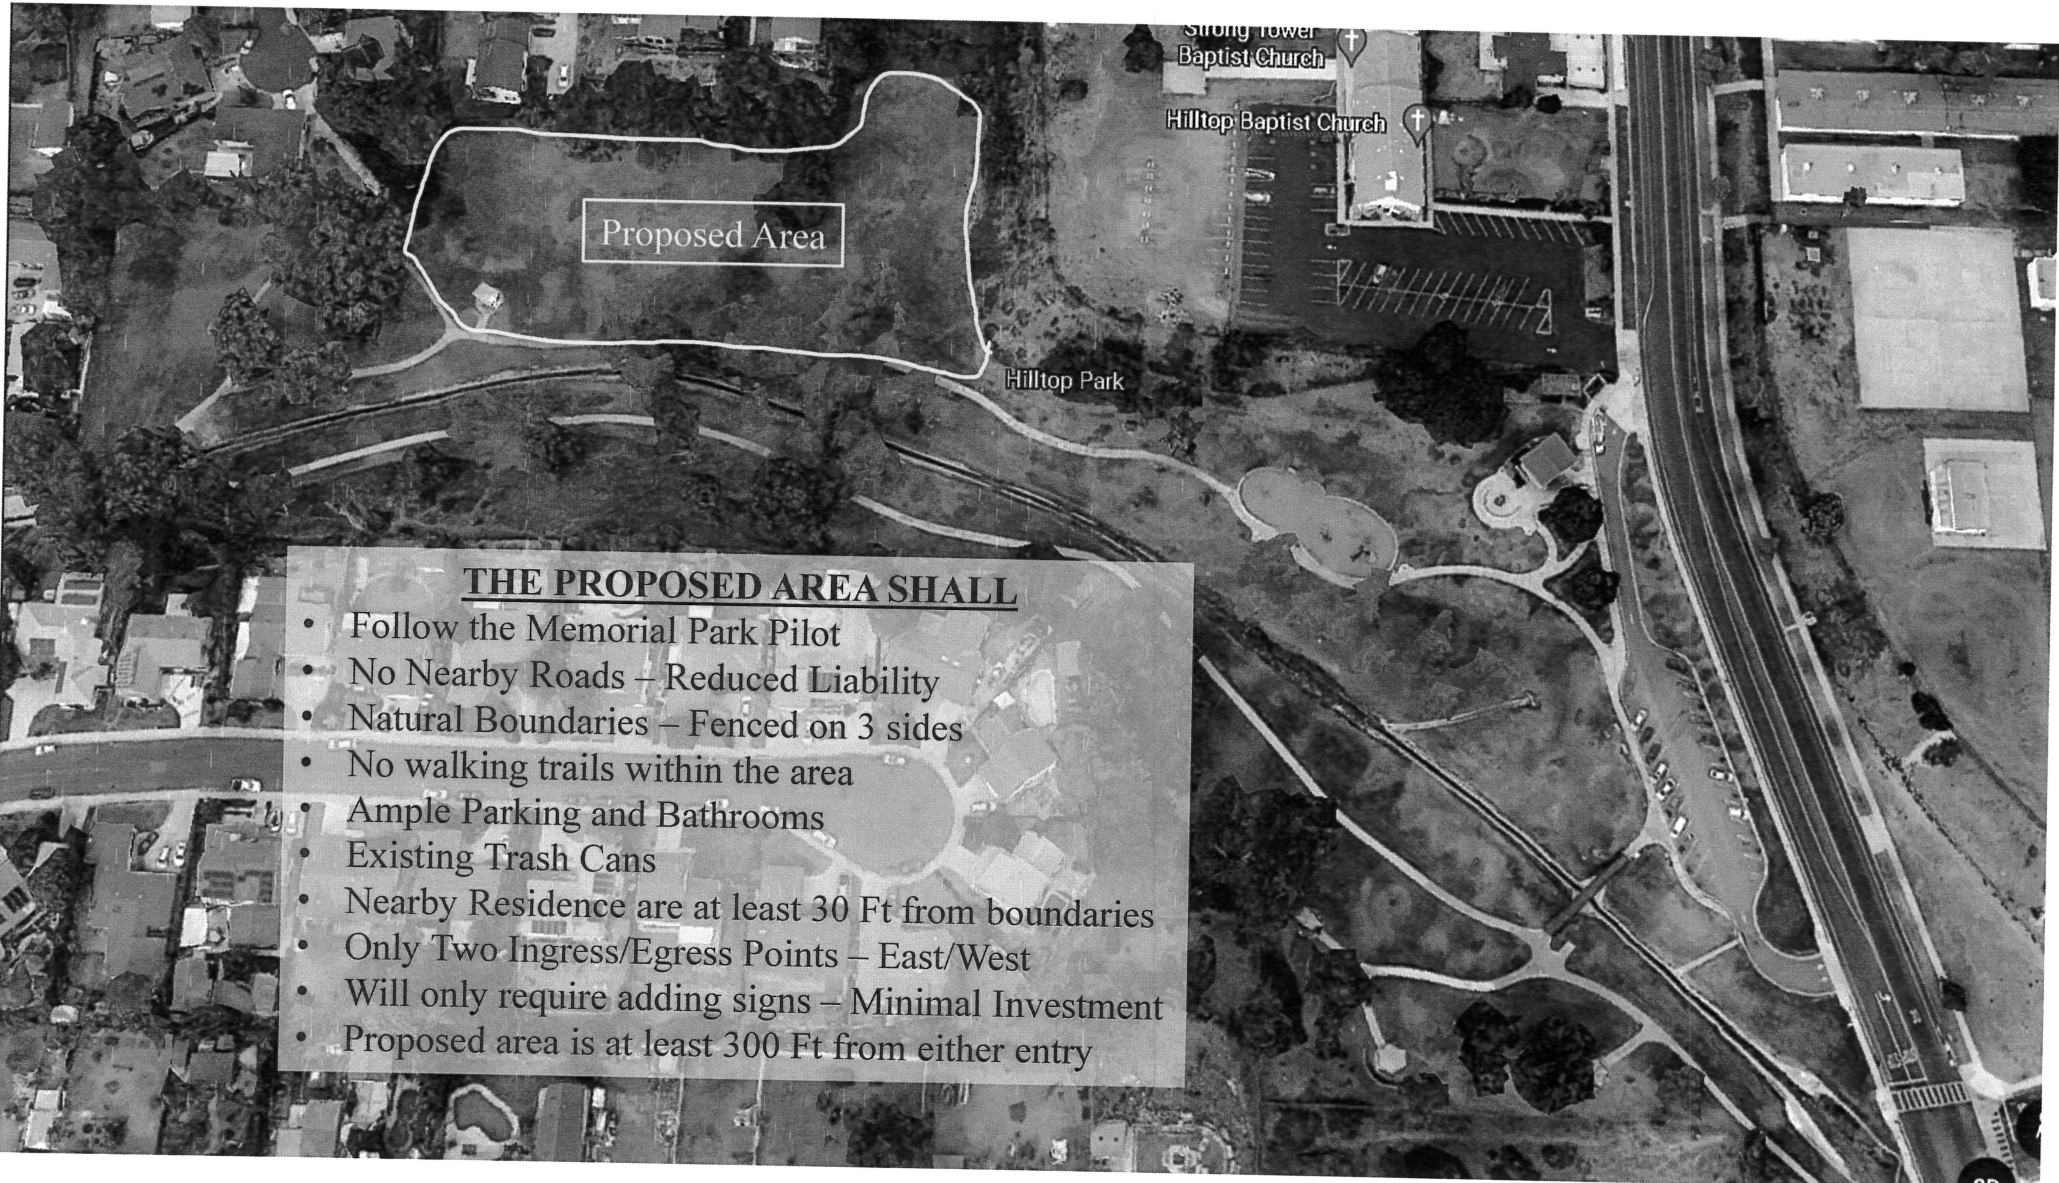 Strong Tower
Baptist Church
Hilltop Baptist Church
Proposed Area
Hilltop Park
THE PROPOSED AREA SHALL
• Follow the Memorial Park Pilot
• No Nearby Roads – Reduced Liability
• Natural Boundaries – Fenced on 3 sides
• No walking trails within the area
• Ample Parking and Bathrooms
• Existing Trash Cans
• Nearby Residence are at least 30 Ft from boundaries
• Only Two Ingress/Egress Points – East/West
• Will only require adding signs – Minimal Investment
• Proposed area is at least 300 Ft from either entry